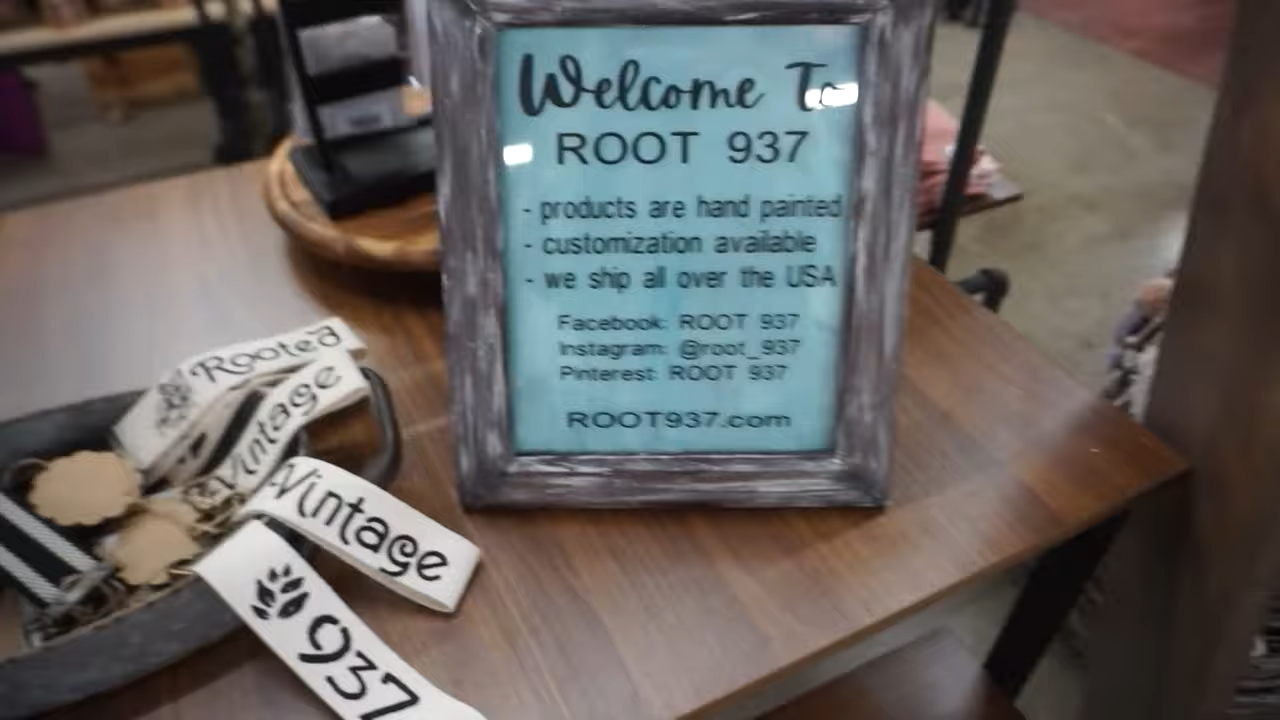 Welcome To
ROOT 937
- products are hand painted
- customization available
- we ship all over the USA
Facebook: ROOT 937
Instagram: @root_937
Pinterest: ROOT 937
ROOT937.com
Rooted
Vintage
Vintage
937